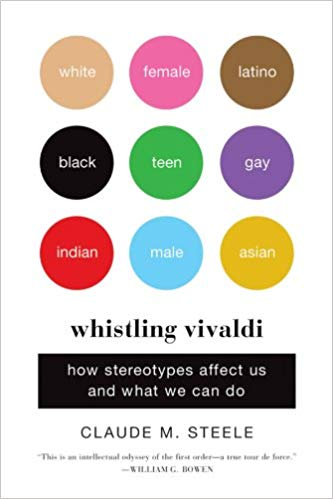 white female latino
black teen gay
indian male asian
whistling vivaldi
how stereotypes affect us
and what we can do
CLAUDE M. STEELE
“This is an intellectual odyssey of the first order—a true tour de force.”
—WILLIAM G. BOWEN